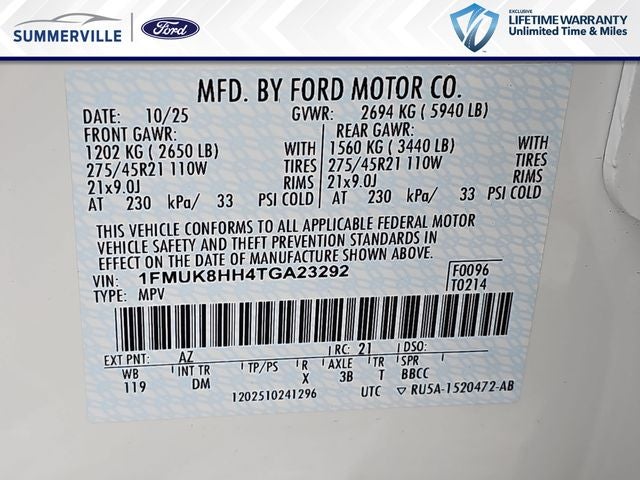 SUMMERVILLE
Ford
EXCLUSIVE
LIFETIME WARRANTY
Unlimited Time & Miles
MFD. BY FORD MOTOR CO.
DATE: 10/25 GVWR: 2694 KG ( 5940 LB)
FRONT GAWR: REAR GAWR:
1202 KG ( 2650 LB) WITH 1560 KG ( 3440 LB) WITH
275/45R21 110W TIRES 275/45R21 110W TIRES
21x9.0J RIMS 21x9.0J RIMS
AT 230 kPa/ 33 PSI COLD AT 230 kPa/ 33 PSI COLD
THIS VEHICLE CONFORMS TO ALL APPLICABLE FEDERAL MOTOR
VEHICLE SAFETY AND THEFT PREVENTION STANDARDS IN
EFFECT ON THE DATE OF MANUFACTURE SHOWN ABOVE.
VIN: 1FMUK8HH4TGA23292 F0096
TYPE: MPV T0214
EXT PNT: AZ RC: 21 DSO:
WB INT TR TP/PS R AXLE TR SPR
119 DM X 3B T BBCC
1202510241296 UTC ▽ RU5A-1520472-AB